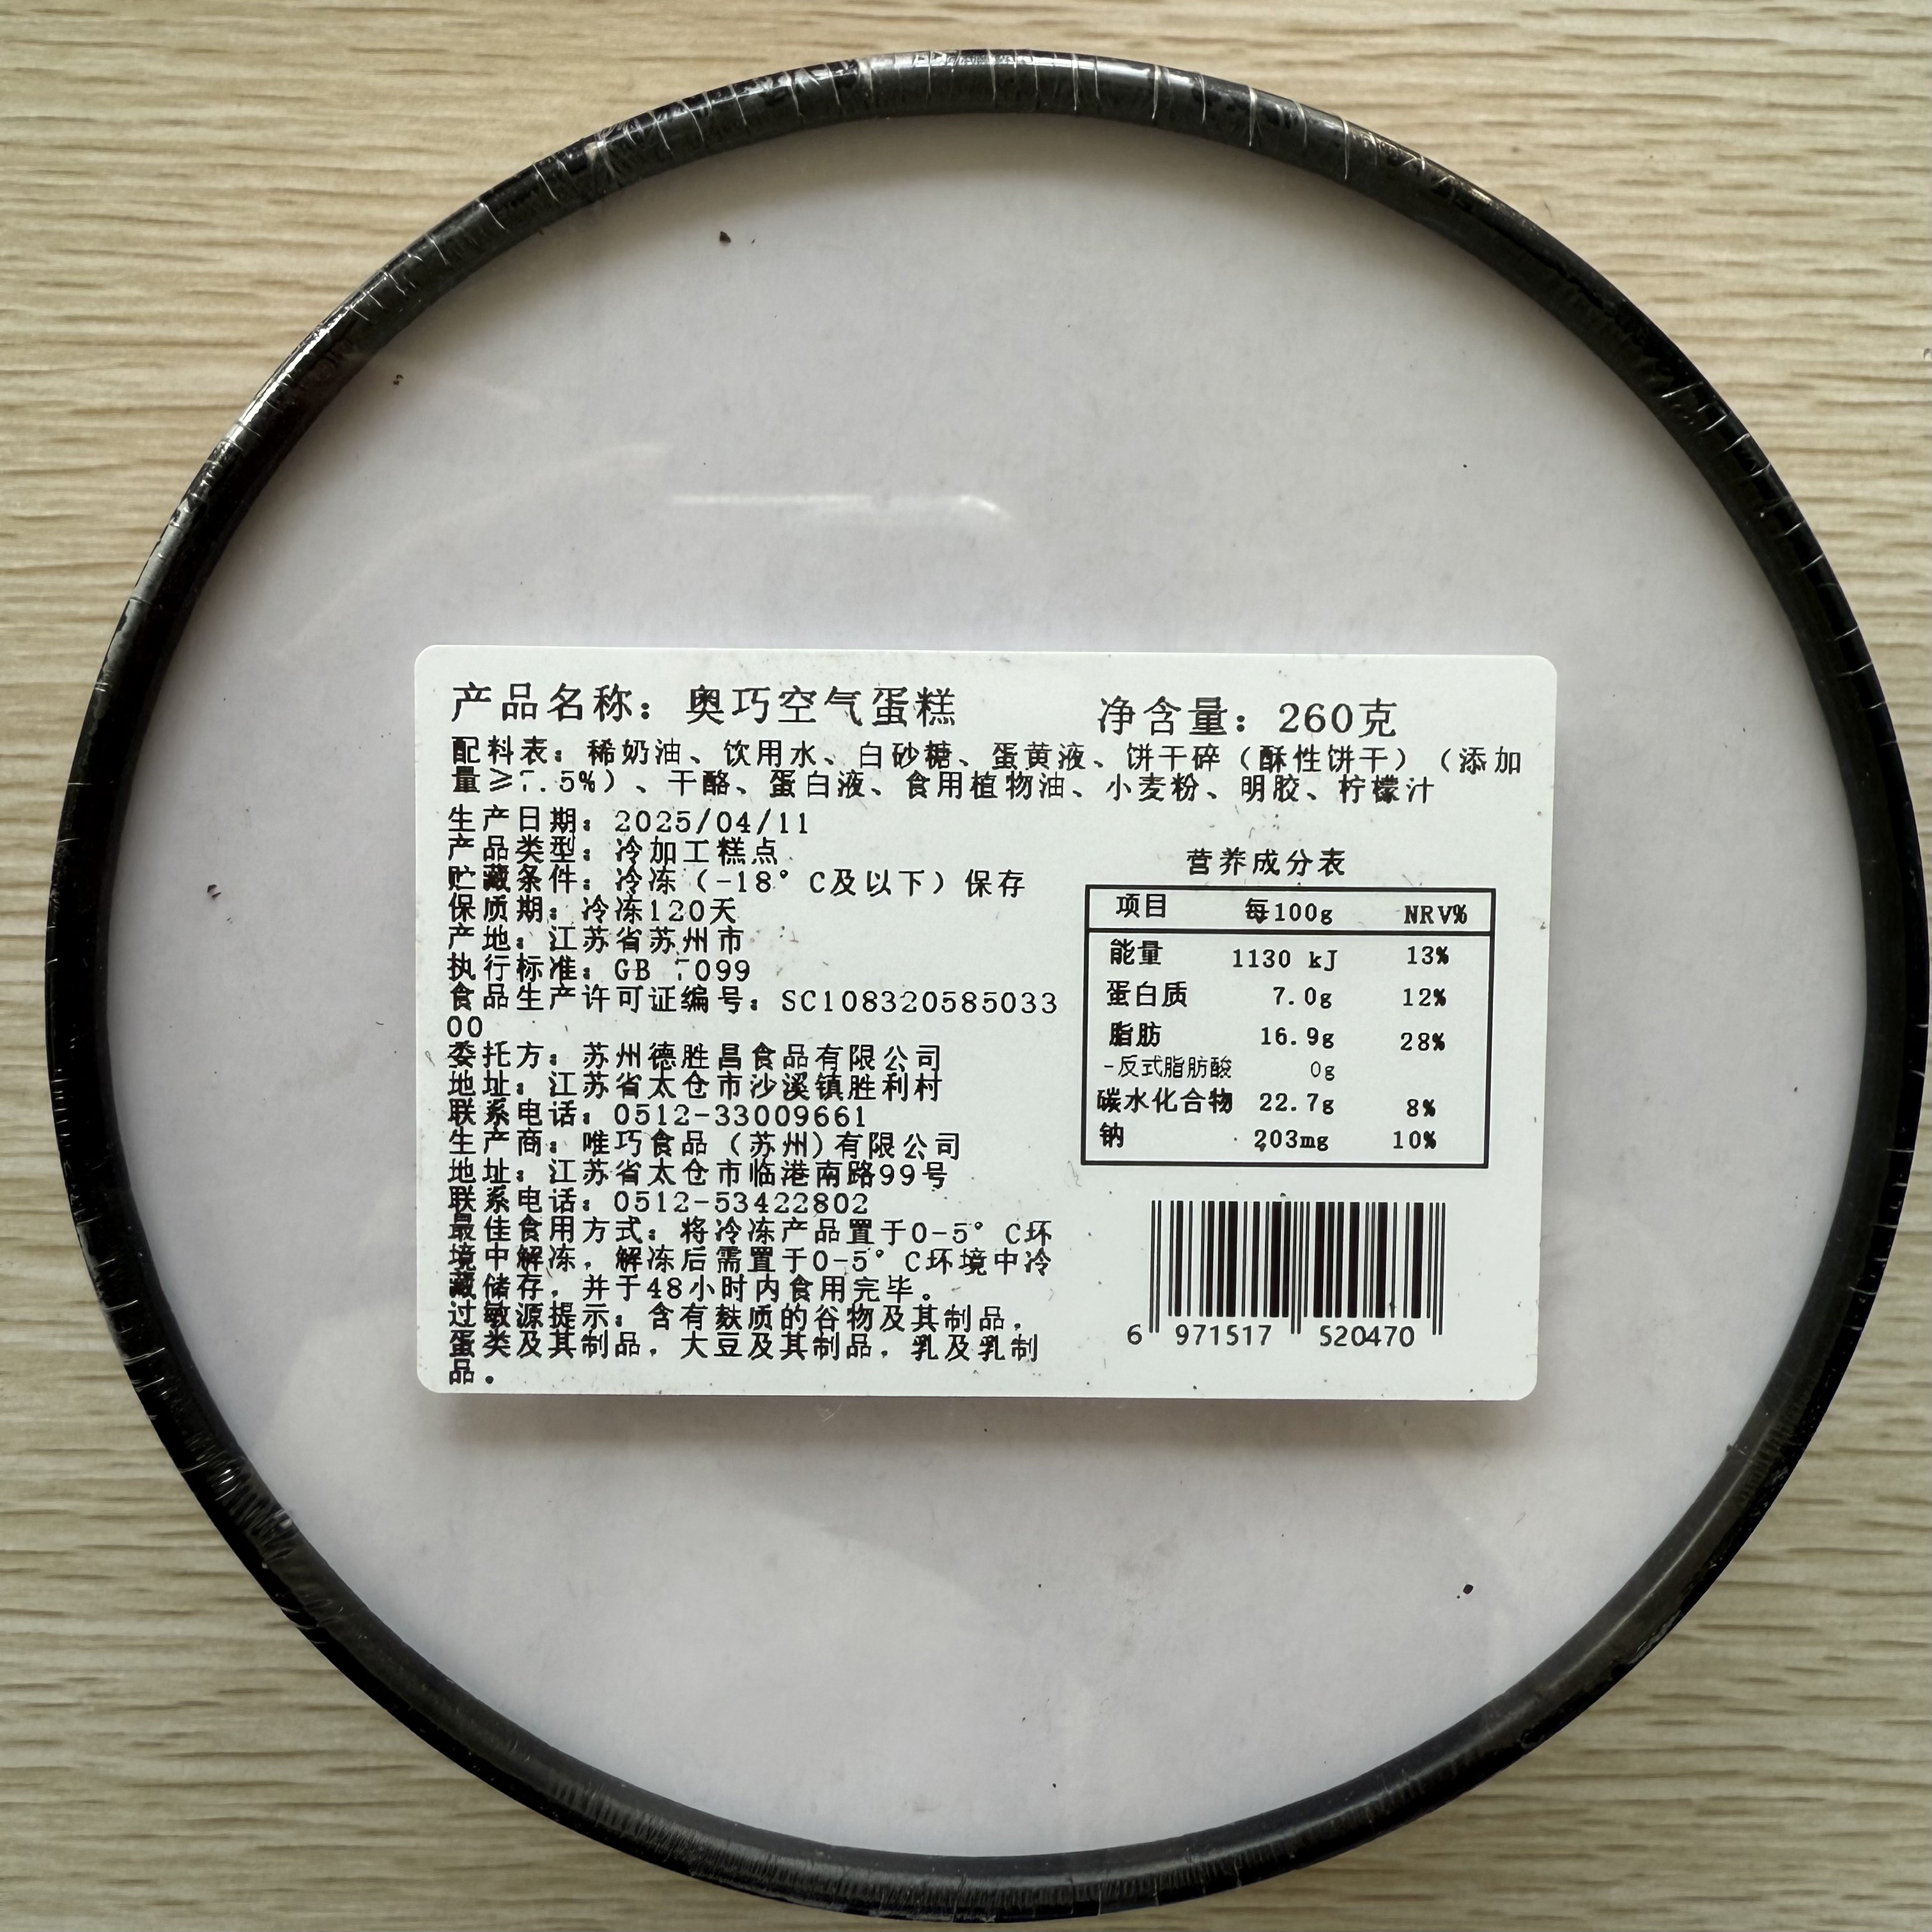 产品名称：奥巧空气蛋糕
净含量：260克
配料表：稀奶油、饮用水、白砂糖、蛋黄液、饼干碎（酥性饼干）（添加
量≥7.5%）、干酪、蛋白液、食用植物油、小麦粉、明胶、柠檬汁
生产日期：2025/04/11
产品类型：冷加工糕点
贮藏条件：冷冻（-18°C及以下）保存
保质期：冷冻120天
产地：江苏省苏州市
执行标准：GB 7099
食品生产许可证编号：SC108320585033
00
委托方：苏州德胜昌食品有限公司
地址：江苏省太仓市沙溪镇胜利村
联系电话：0512-33009661
生产商：唯巧食品（苏州）有限公司
地址：江苏省太仓市临港南路99号
联系电话：0512-53422802
最佳食用方式：将冷冻产品置于0-5°C环
境中解冻，解冻后需置于0-5°C环境中冷
藏储存，并于48小时内食用完毕。
过敏源提示：含有麸质的谷物及其制品，
蛋类及其制品，大豆及其制品，乳及乳制
品。
营养成分表
项目 每100g NRV%
能量 1130 kJ 13%
蛋白质 7.0g 12%
脂肪 16.9g 28%
-反式脂肪酸 0g
碳水化合物 22.7g 8%
钠 203mg 10%
6 971517 520470